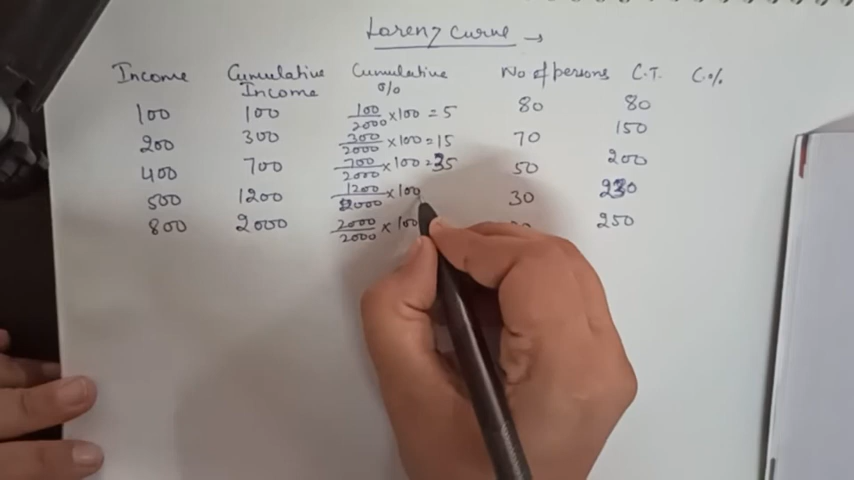 Lorenz Curve →
Income Cumulative Income Cumulative % No of persons C.T. C.%
100 100 100/2000 × 100 = 5 80 80
200 300 300/2000 × 100 = 15 70 150
400 700 700/2000 × 100 = 35 50 200
500 1200 1200/2000 × 100 30 230
800 2000 2000/2000 × 100 250